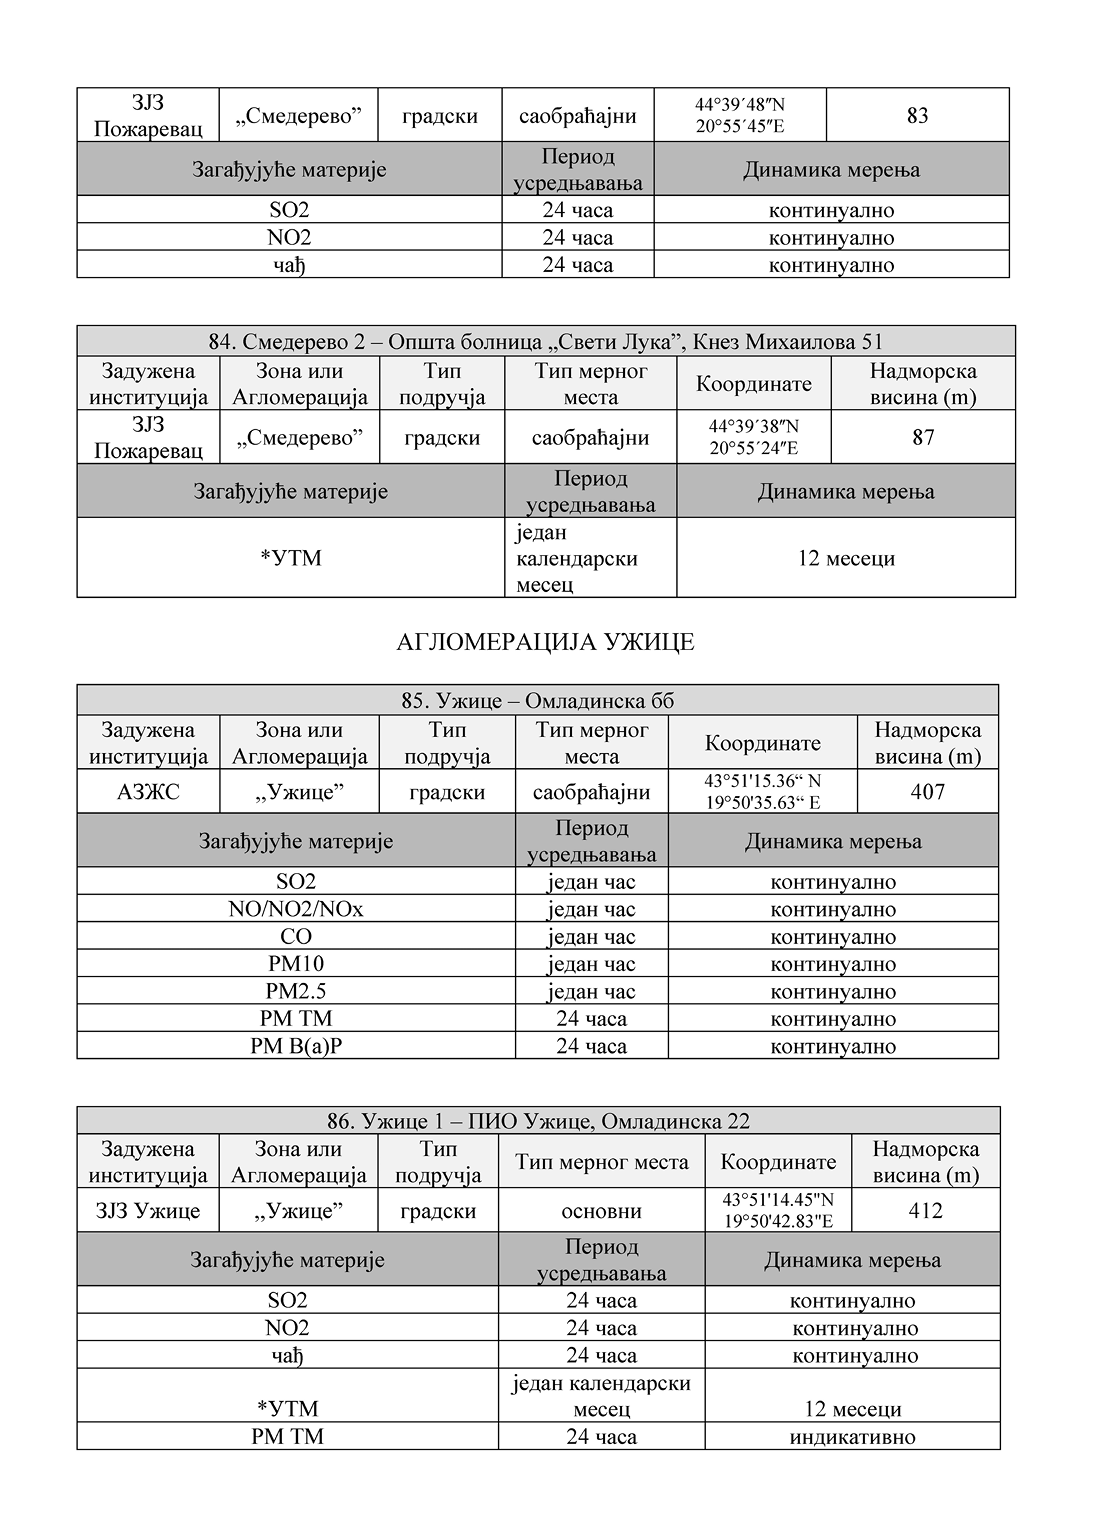 ЗЈЗ Пожаревац „Смедерево” градски саобраћајни 44°39´48″N 20°55´45″E 83
Загађујуће материје Период усредњавања Динамика мерења
SO2 24 часа континуално
NO2 24 часа континуално
чађ 24 часа континуално
84. Смедерево 2 – Општа болница „Свети Лука”, Кнез Михаилова 51
Задужена институција Зона или Агломерација Тип подручја Тип мерног места Координате Надморска висина (m)
ЗЈЗ Пожаревац „Смедерево” градски саобраћајни 44°39´38″N 20°55´24″E 87
Загађујуће материје Период усредњавања Динамика мерења
*УТМ један календарски месец 12 месеци
АГЛОМЕРАЦИЈА УЖИЦЕ
85. Ужице – Омладинска бб
Задужена институција Зона или Агломерација Тип подручја Тип мерног места Координате Надморска висина (m)
АЗЖС „Ужице” градски саобраћајни 43°51'15.36“ N 19°50'35.63“ E 407
Загађујуће материје Период усредњавања Динамика мерења
SO2 један час континуално
NO/NO2/NOx један час континуално
CO један час континуално
PM10 један час континуално
PM2.5 један час континуално
PM TM 24 часа континуално
PM B(a)P 24 часа континуално
86. Ужице 1 – ПИО Ужице, Омладинска 22
Задужена институција Зона или Агломерација Тип подручја Тип мерног места Координате Надморска висина (m)
ЗЈЗ Ужице „Ужице” градски основни 43°51'14.45"N 19°50'42.83"E 412
Загађујуће материје Период усредњавања Динамика мерења
SO2 24 часа континуално
NO2 24 часа континуално
чађ 24 часа континуално
*УТМ један календарски месец 12 месеци
PM TM 24 часа индикативно